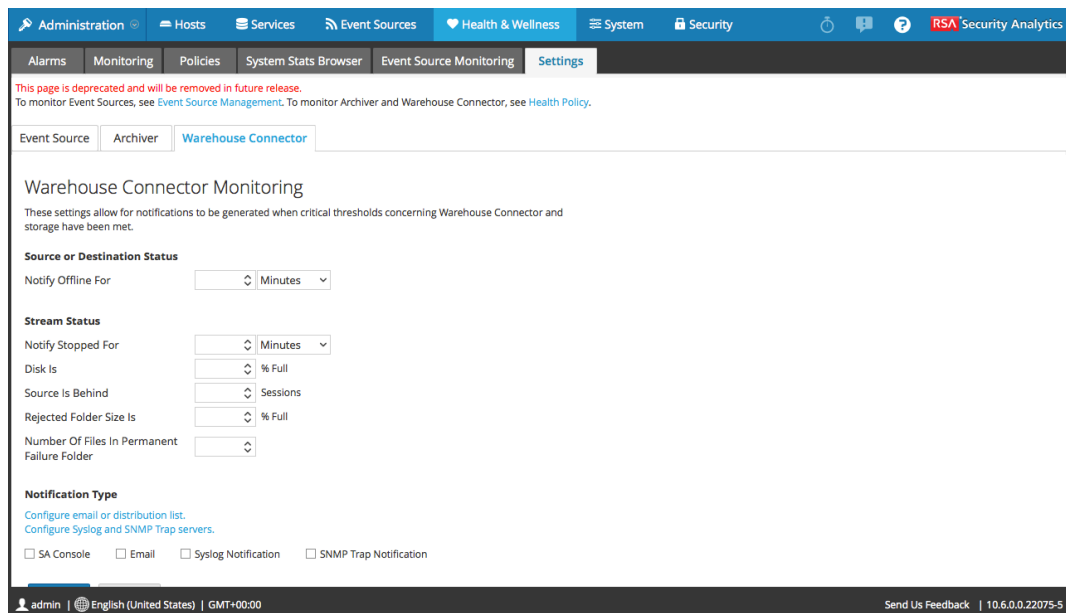 Administration Hosts Services Event Sources Health & Wellness System Security ? RSA Security Analytics
Alarms Monitoring Policies System Stats Browser Event Source Monitoring Settings
This page is deprecated and will be removed in future release.
To monitor Event Sources, see Event Source Management. To monitor Archiver and Warehouse Connector, see Health Policy.
Event Source Archiver Warehouse Connector
Warehouse Connector Monitoring
These settings allow for notifications to be generated when critical thresholds concerning Warehouse Connector and
storage have been met.
Source or Destination Status
Notify Offline For Minutes
Stream Status
Notify Stopped For Minutes
Disk Is % Full
Source Is Behind Sessions
Rejected Folder Size Is % Full
Number Of Files In Permanent
Failure Folder
Notification Type
Configure email or distribution list.
Configure Syslog and SNMP Trap servers.
SA Console Email Syslog Notification SNMP Trap Notification
admin | English (United States) | GMT+00:00 Send Us Feedback | 10.6.0.0.22075-5